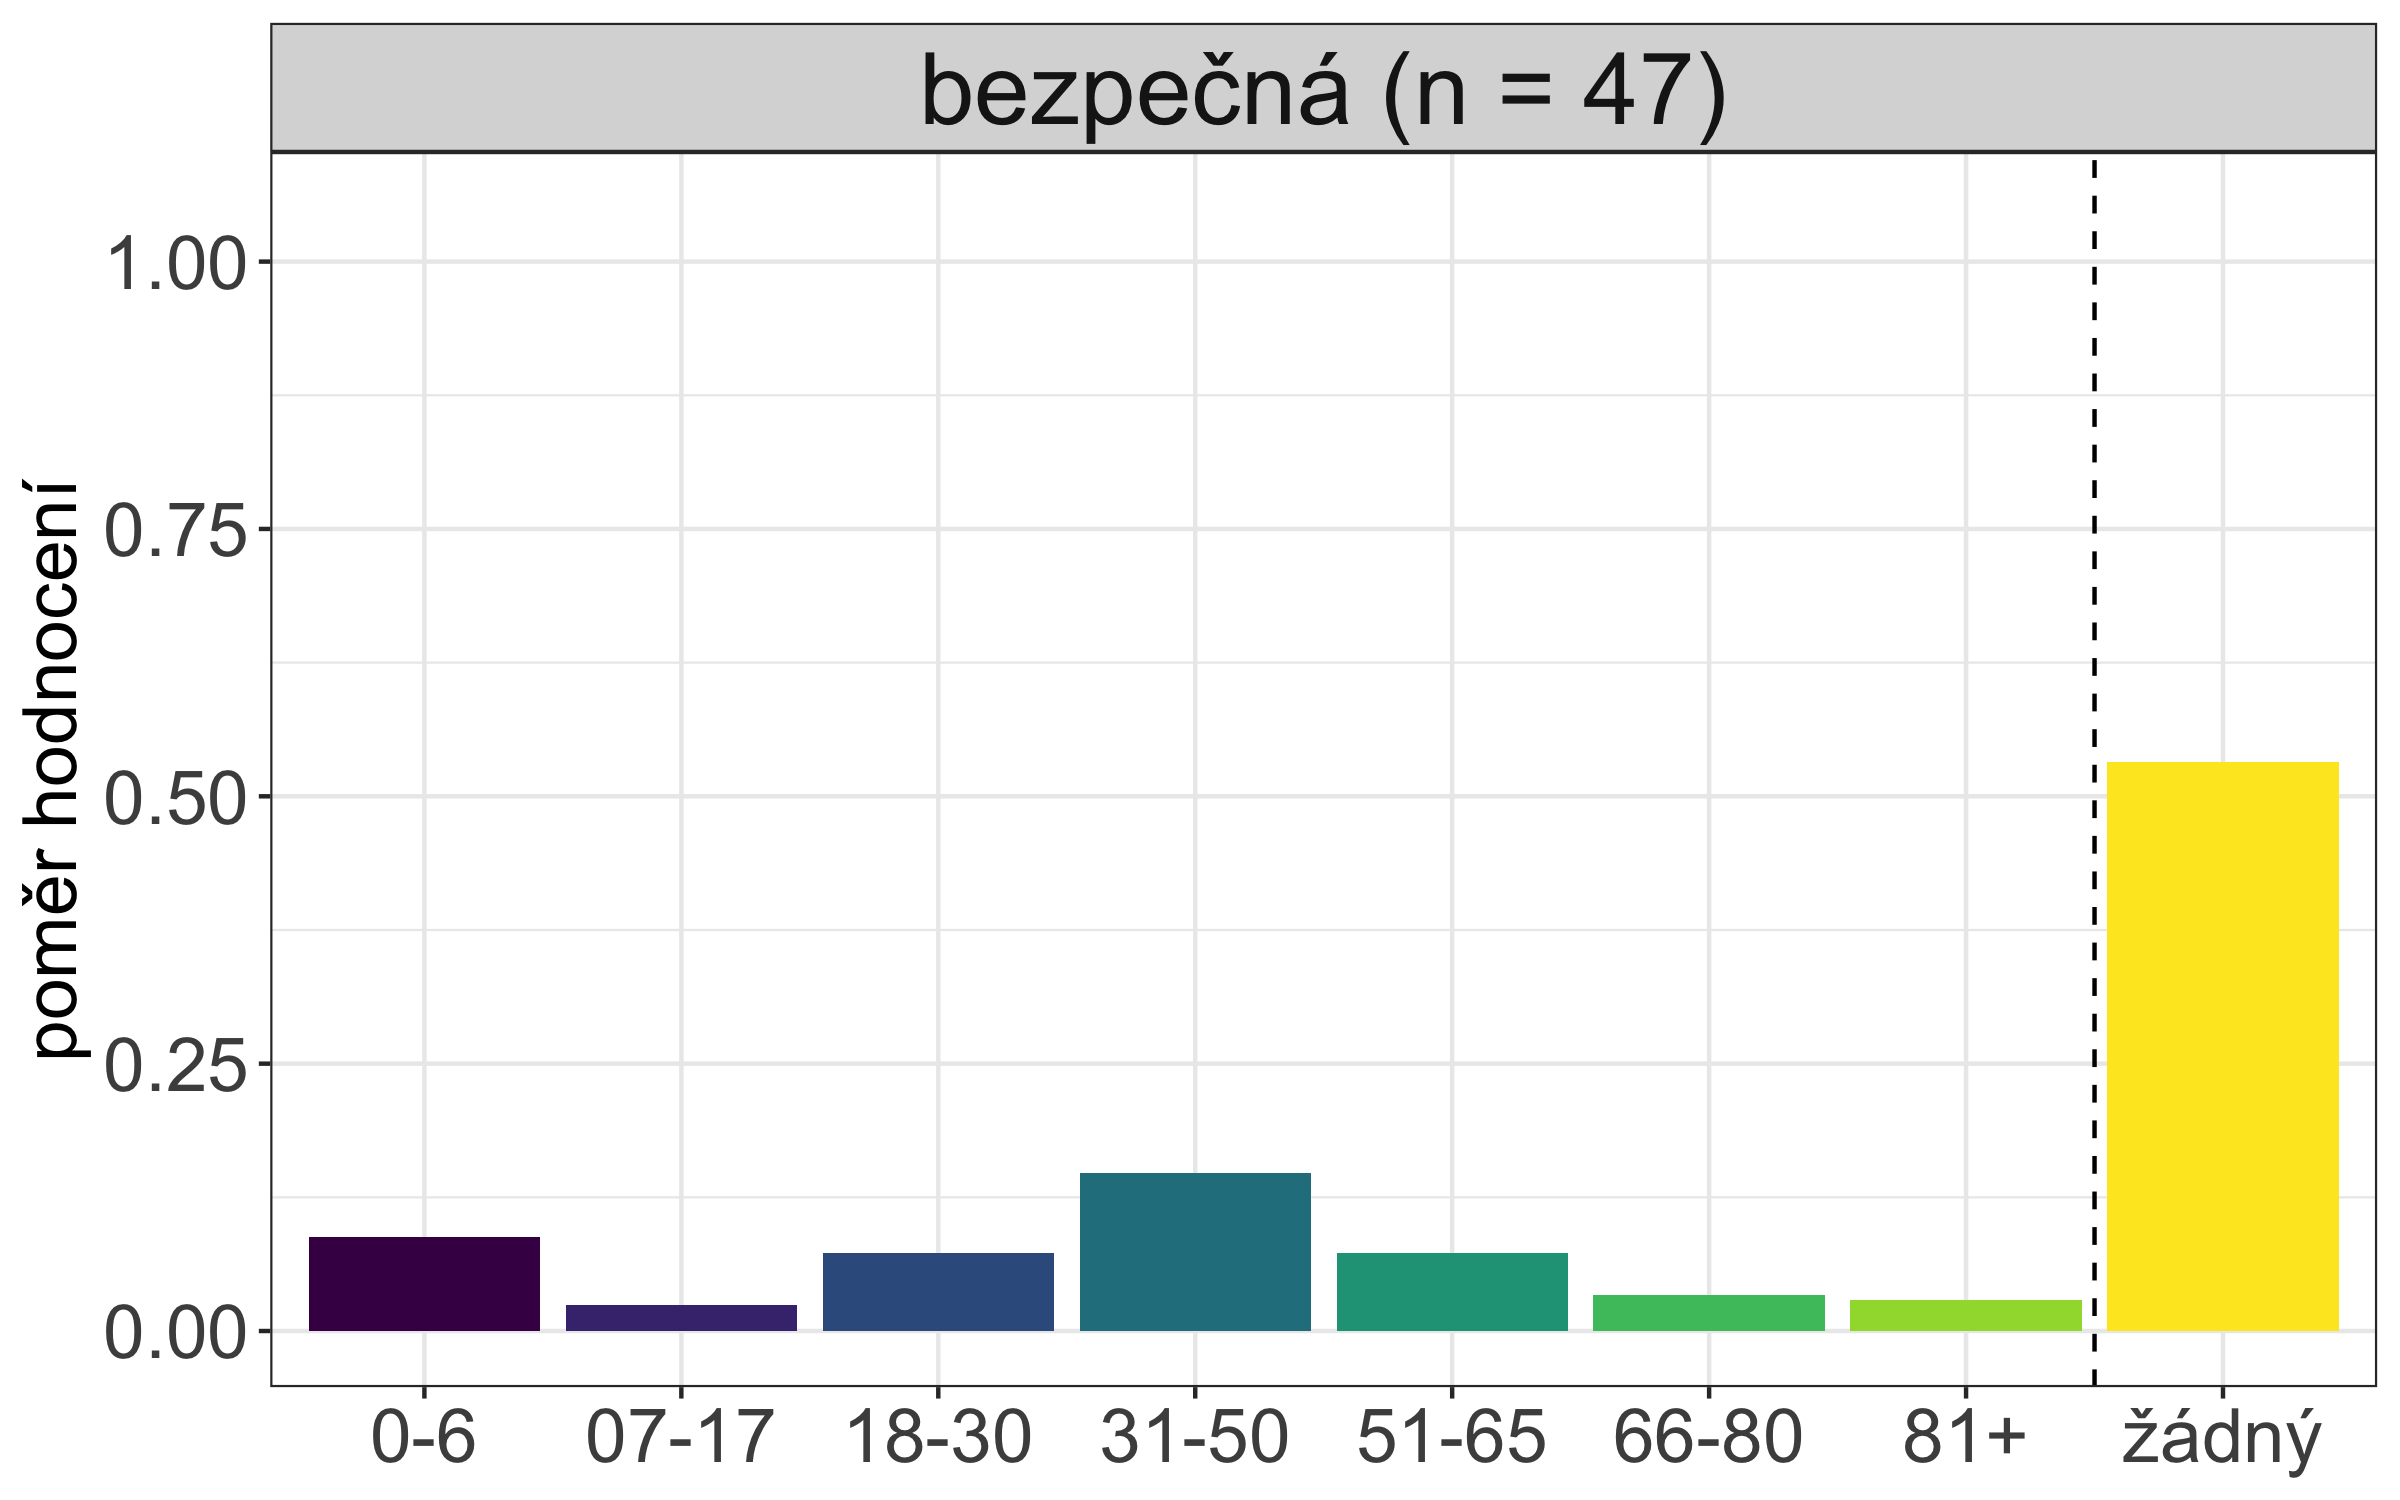 bezpečná (n = 47)
poměr hodnocení
1.00
0.75
0.50
0.25
0.00
0-6 07-17 18-30 31-50 51-65 66-80 81+ žádný